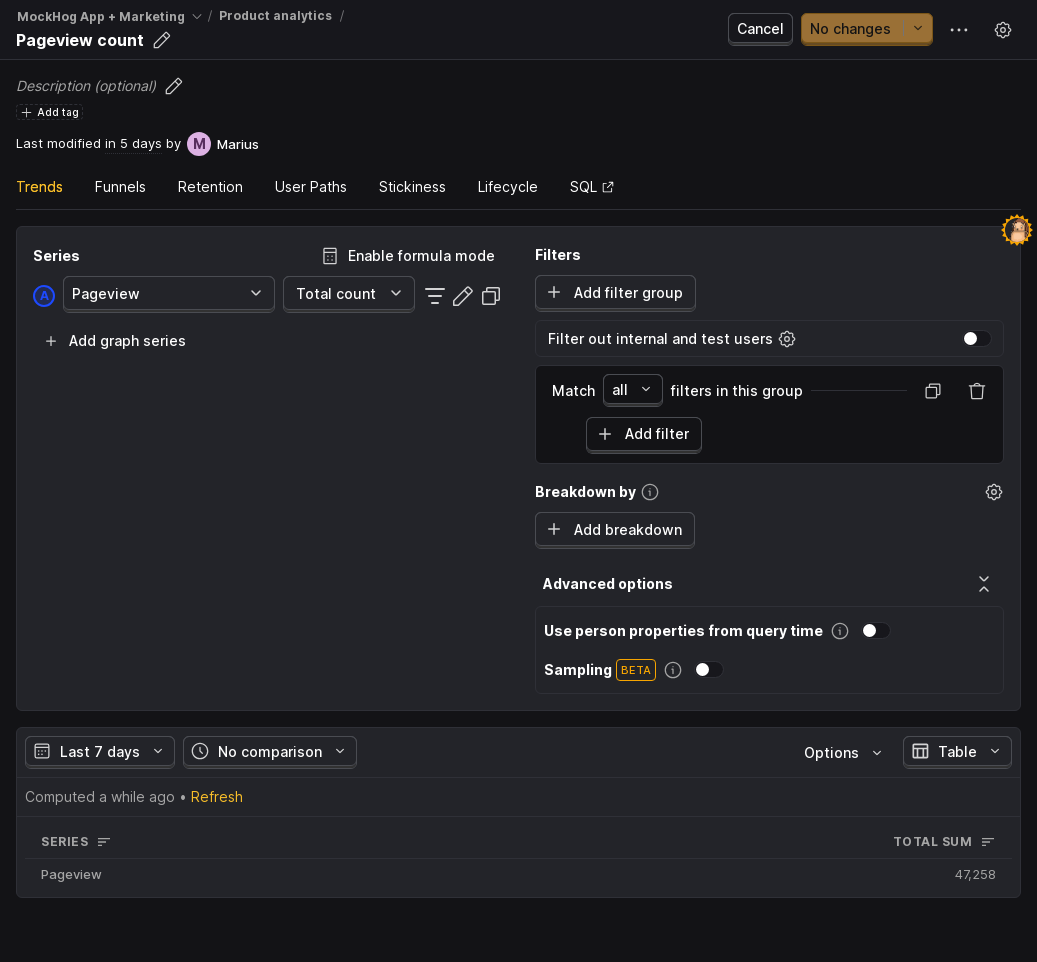 MockHog App + Marketing / Product analytics /
Pageview count
Cancel
No changes
Description (optional)
Add tag
Last modified in 5 days by M Marius
Trends Funnels Retention User Paths Stickiness Lifecycle SQL
Series
Enable formula mode
A Pageview Total count
Add graph series
Filters
Add filter group
Filter out internal and test users
Match all filters in this group
Add filter
Breakdown by
Add breakdown
Advanced options
Use person properties from query time
Sampling BETA
Last 7 days No comparison Options Table
Computed a while ago • Refresh
SERIES TOTAL SUM
Pageview 47,258